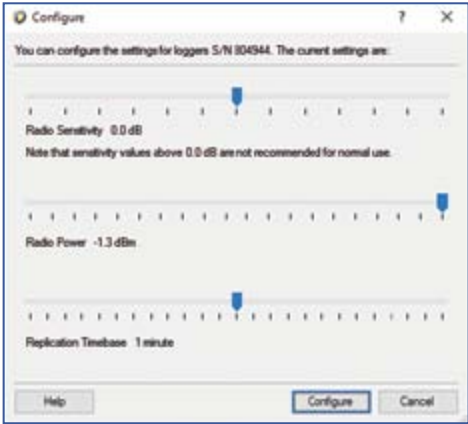 Configure
You can configure the settings for loggers S/N 804944. The current settings are:
Radio Sensitivity 0.0 dB
Note that sensitivity values above 0.0 dB are not recommended for normal use.
Radio Power -1.3 dBm
Replication Timebase 1 minute
Help Configure Cancel